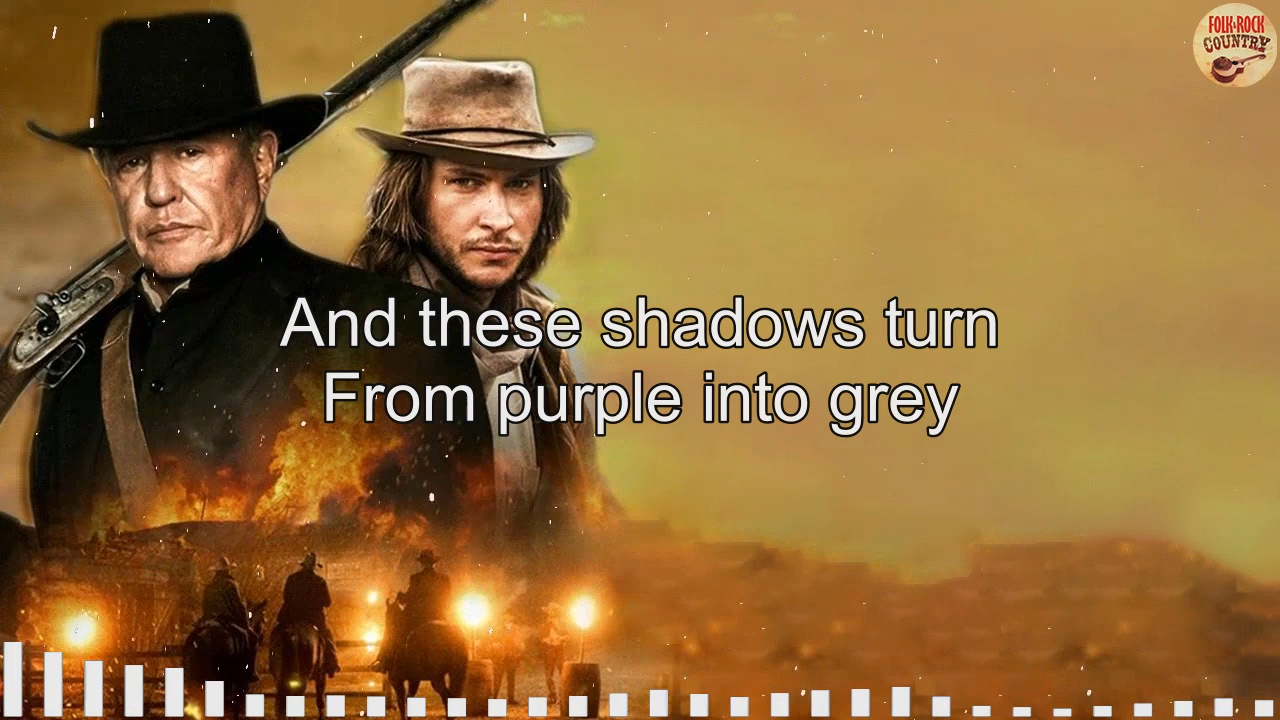 FOLK & ROCK
COUNTRY
And these shadows turn
From purple into grey